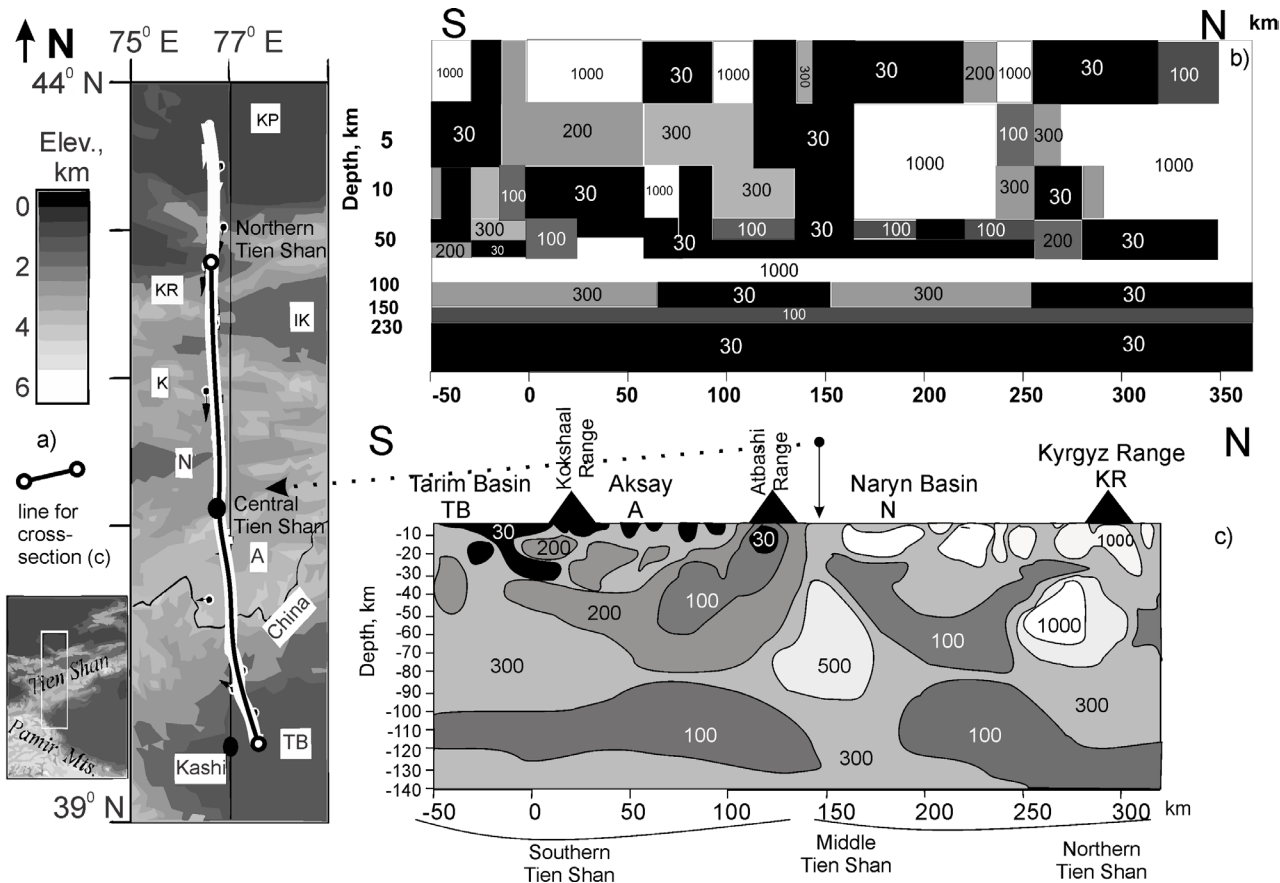 N
75⁰ E 77⁰ E
44⁰ N
KP
Elev.,
km
0
2
4
6
Northern
Tien Shan
KR
IK
K
a)
N
line for
cross-
section (c)
Central
Tien Shan
A
China
Tien Shan
Pamir Mts.
TB
Kashi
39⁰ N
S N km
b)
Depth, km
5
10
50
100
150
230
1000 1000 30 1000 300 30 200 1000 30 100
30 200 300 30 1000 100 300 1000
100 30 1000 300 300 30
300 100 30 100 30 100 100 200 30
200 30
1000
300 30 300 30
100
30 30
-50 0 50 100 150 200 250 300 350
S N
Tarim Basin
TB
Kokshaal
Range
Aksay
A
Atbashi
Range
Naryn Basin
N
Kyrgyz Range
KR
c)
Depth, km
-10
-20
-30
-40
-50
-60
-70
-80
-90
-100
-110
-120
-130
-140
30 200 30 1000
200 100 100 1000
300 500 300
100 100
300
-50 0 50 100 150 200 250 300 km
Southern
Tien Shan
Middle
Tien Shan
Northern
Tien Shan